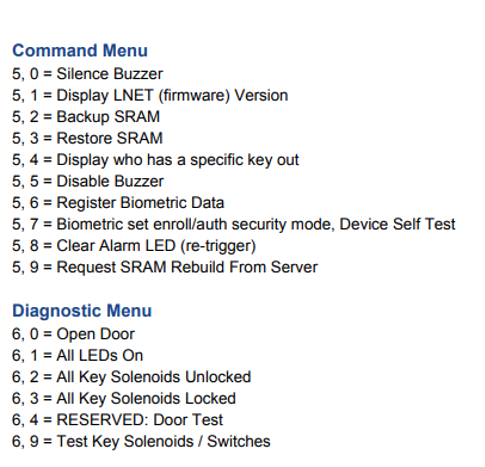 Command Menu
5, 0 = Silence Buzzer
5, 1 = Display LNET (firmware) Version
5, 2 = Backup SRAM
5, 3 = Restore SRAM
5, 4 = Display who has a specific key out
5, 5 = Disable Buzzer
5, 6 = Register Biometric Data
5, 7 = Biometric set enroll/auth security mode, Device Self Test
5, 8 = Clear Alarm LED (re-trigger)
5, 9 = Request SRAM Rebuild From Server
Diagnostic Menu
6, 0 = Open Door
6, 1 = All LEDs On
6, 2 = All Key Solenoids Unlocked
6, 3 = All Key Solenoids Locked
6, 4 = RESERVED: Door Test
6, 9 = Test Key Solenoids / Switches